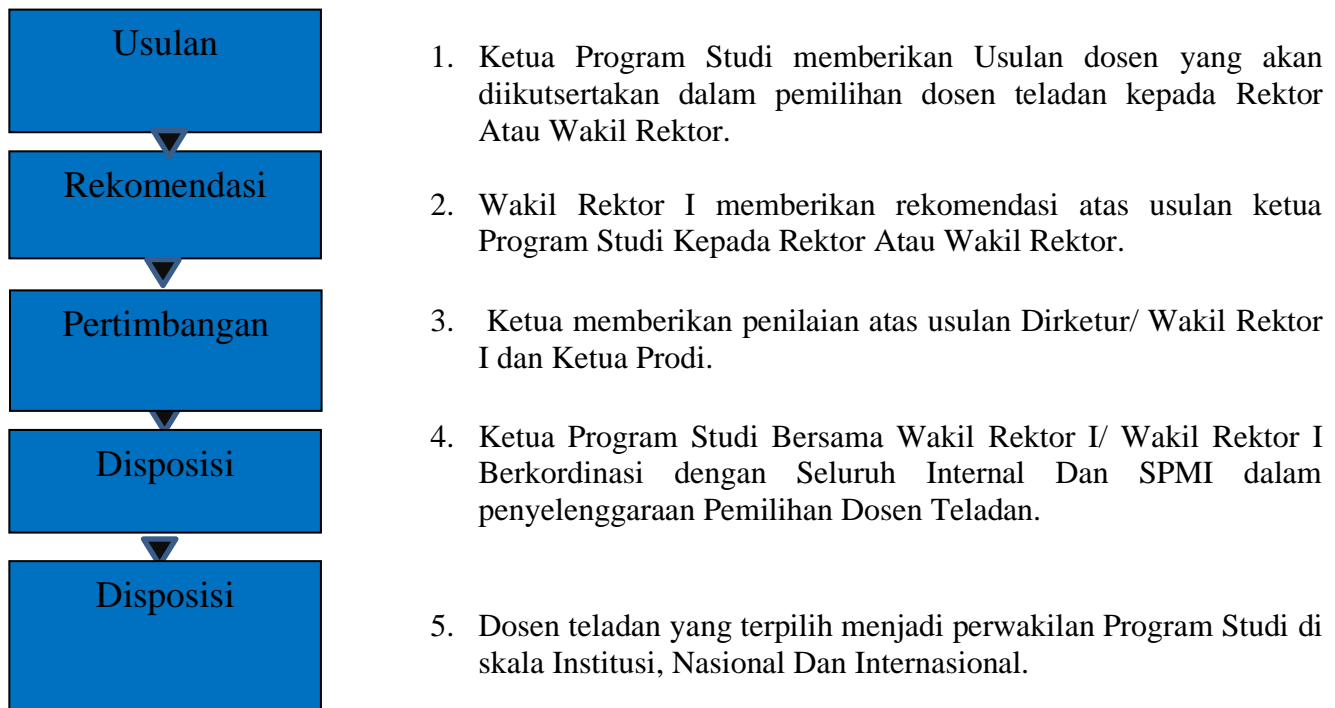 Usulan
1. Ketua Program Studi memberikan Usulan dosen yang akan
diikutsertakan dalam pemilihan dosen teladan kepada Rektor
Atau Wakil Rektor.
Rekomendasi
2. Wakil Rektor I memberikan rekomendasi atas usulan ketua
Program Studi Kepada Rektor Atau Wakil Rektor.
Pertimbangan
3. Ketua memberikan penilaian atas usulan Dirketur/ Wakil Rektor
I dan Ketua Prodi.
Disposisi
4. Ketua Program Studi Bersama Wakil Rektor I/ Wakil Rektor I
Berkordinasi dengan Seluruh Internal Dan SPMI dalam
penyelenggaraan Pemilihan Dosen Teladan.
Disposisi
5. Dosen teladan yang terpilih menjadi perwakilan Program Studi di
skala Institusi, Nasional Dan Internasional.